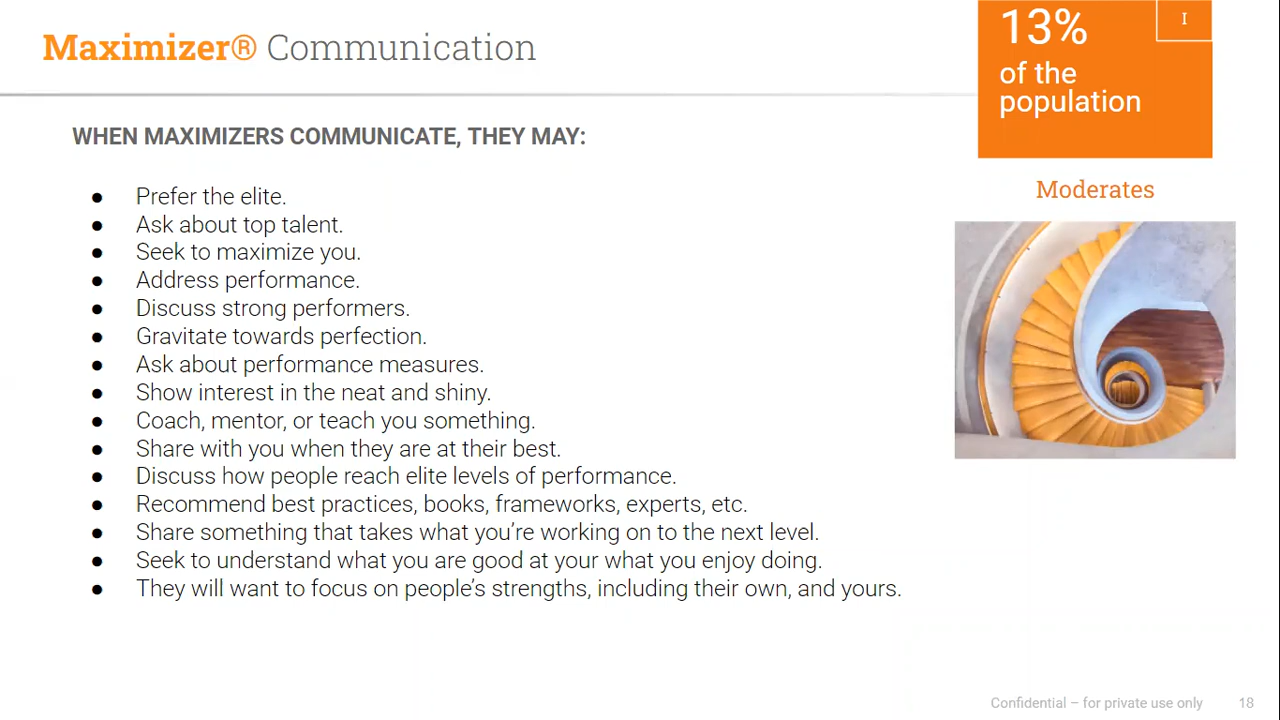 Maximizer® Communication
13%
I
of the
population
WHEN MAXIMIZERS COMMUNICATE, THEY MAY:
Moderates
● Prefer the elite.
● Ask about top talent.
● Seek to maximize you.
● Address performance.
● Discuss strong performers.
● Gravitate towards perfection.
● Ask about performance measures.
● Show interest in the neat and shiny.
● Coach, mentor, or teach you something.
● Share with you when they are at their best.
● Discuss how people reach elite levels of performance.
● Recommend best practices, books, frameworks, experts, etc.
● Share something that takes what you’re working on to the next level.
● Seek to understand what you are good at your what you enjoy doing.
● They will want to focus on people’s strengths, including their own, and yours.
Confidential – for private use only 18